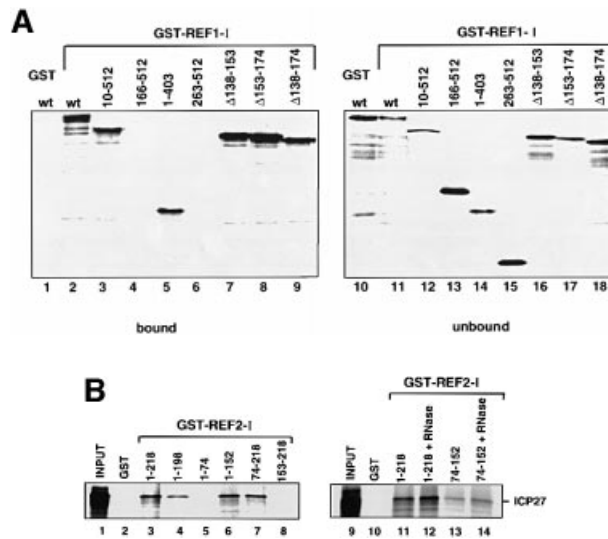 A
GST-REF1-I
GST-REF1-I
GST
wt
wt
10-512
166-512
1-403
263-512
Δ138-153
Δ153-174
Δ138-174
GST
wt
wt
10-512
166-512
1-403
263-512
Δ138-153
Δ153-174
Δ138-174
1 2 3 4 5 6 7 8 9
10 11 12 13 14 15 16 17 18
bound
unbound
B
GST-REF2-I
GST-REF2-I
INPUT
GST
1-218
1-198
1-74
1-152
74-218
153-218
INPUT
GST
1-218
1-218 + RNase
74-152
74-152 + RNase
ICP27
1 2 3 4 5 6 7 8
9 10 11 12 13 14